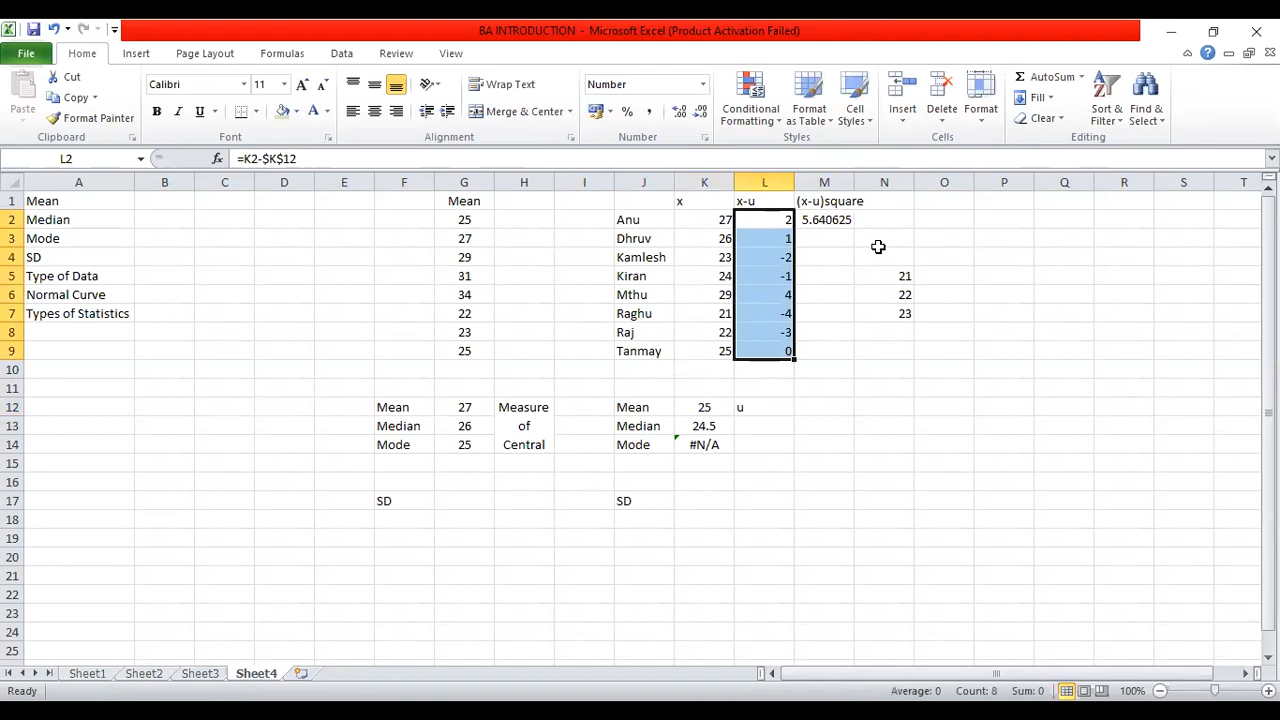 BA INTRODUCTION - Microsoft Excel (Product Activation Failed)
File Home Insert Page Layout Formulas Data Review View
Paste
Cut
Copy
Format Painter
Clipboard
Calibri 11
B I U
Font
Wrap Text
Merge & Center
Alignment
Number
%
Number
Conditional Formatting
Format as Table
Cell Styles
Styles
Insert
Delete
Format
Cells
AutoSum
Fill
Clear
Sort & Filter
Find & Select
Editing
L2 fx =K2-$K$12
A B C D E F G H I J K L M N O P Q R S T
1 Mean Mean x x-u (x-u)square
2 Median 25 Anu 27 2 5.640625
3 Mode 27 Dhruv 26 1
4 SD 29 Kamlesh 23 -2
5 Type of Data 31 Kiran 24 -1 21
6 Normal Curve 34 Mthu 29 4 22
7 Types of Statistics 22 Raghu 21 -4 23
8 23 Raj 22 -3
9 25 Tanmay 25 0
10
11
12 Mean 27 Measure Mean 25 u
13 Median 26 of Median 24.5
14 Mode 25 Central Mode #N/A
15
16
17 SD SD
18
19
20
21
22
23
24
25
Sheet1 Sheet2 Sheet3 Sheet4
Ready Average: 0 Count: 8 Sum: 0 100%